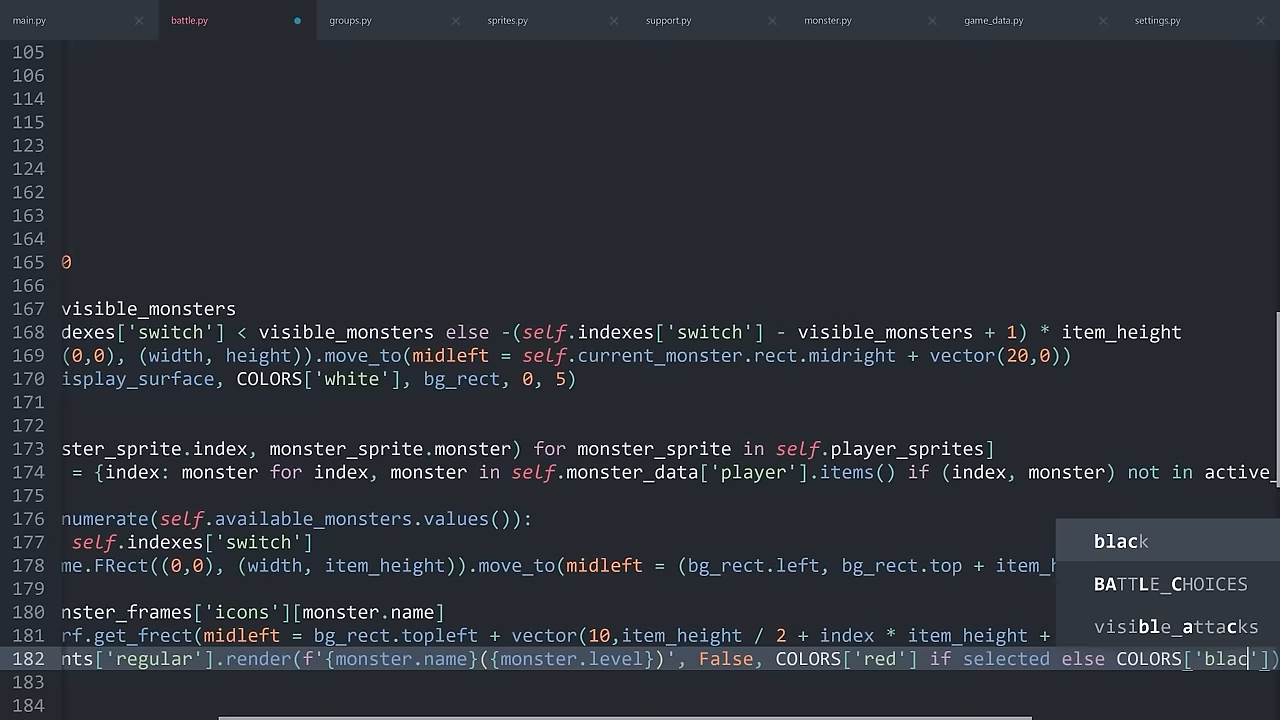 main.py battle.py groups.py sprites.py support.py monster.py game_data.py settings.py
105
106
114
115
123
124
162
163
164
165 0
166
167 visible_monsters
168 dexes['switch'] < visible_monsters else -(self.indexes['switch'] - visible_monsters + 1) * item_height
169 (0,0), (width, height)).move_to(midleft = self.current_monster.rect.midright + vector(20,0))
170 isplay_surface, COLORS['white'], bg_rect, 0, 5)
171
172
173 ster_sprite.index, monster_sprite.monster) for monster_sprite in self.player_sprites]
174 = {index: monster for index, monster in self.monster_data['player'].items() if (index, monster) not in active_
175
176 numerate(self.available_monsters.values()):
177 self.indexes['switch']
178 me.FRect((0,0), (width, item_height)).move_to(midleft = (bg_rect.left, bg_rect.top + item_h
179
180 nster_frames['icons'][monster.name]
181 rf.get_frect(midleft = bg_rect.topleft + vector(10,item_height / 2 + index * item_height +
182 nts['regular'].render(f'{monster.name}({monster.level})', False, COLORS['red'] if selected else COLORS['blac'])
183
184
black
BATTLE_CHOICES
visible_attacks